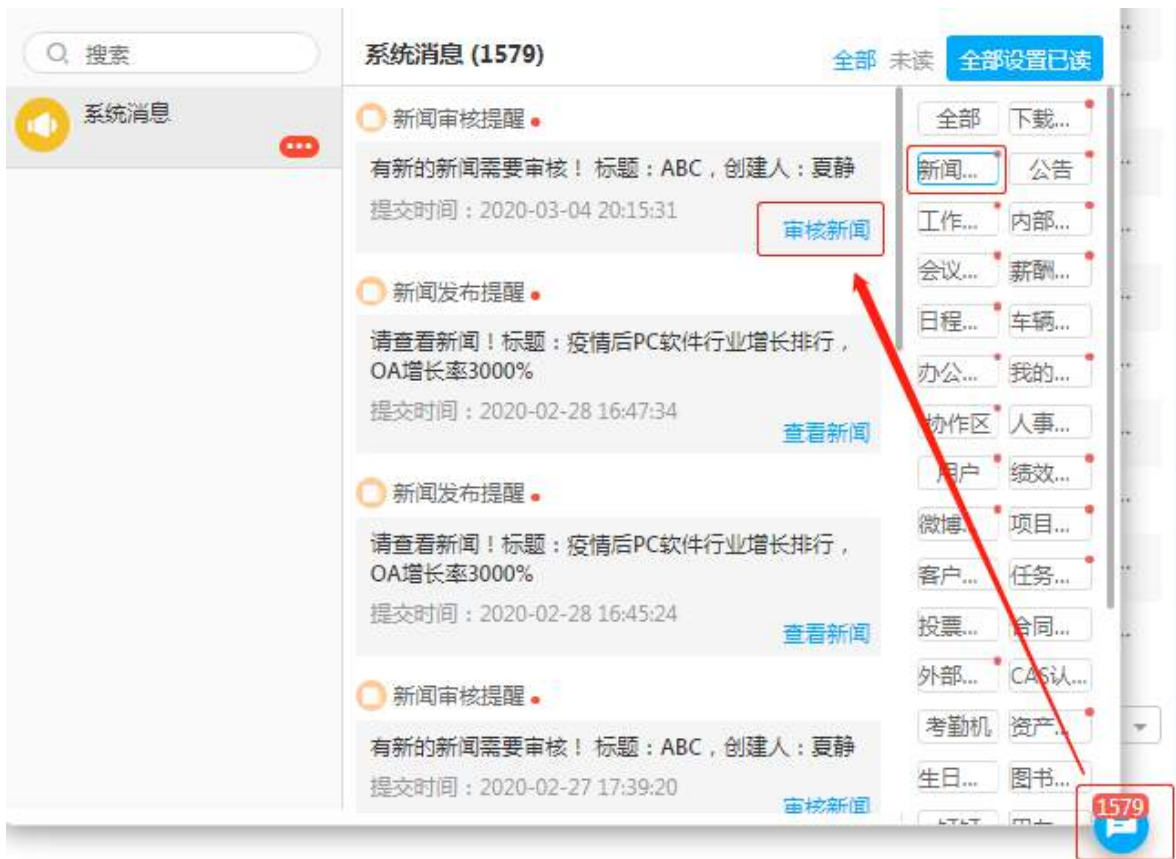 搜索
系统消息
系统消息 (1579)
全部 未读 全部设置已读
新闻审核提醒
有新的新闻需要审核！ 标题：ABC，创建人：夏静
提交时间：2020-03-04 20:15:31
审核新闻
新闻发布提醒
请查看新闻！标题：疫情后PC软件行业增长排行，
OA增长率3000%
提交时间：2020-02-28 16:47:34
查看新闻
新闻发布提醒
请查看新闻！标题：疫情后PC软件行业增长排行，
OA增长率3000%
提交时间：2020-02-28 16:45:24
查看新闻
新闻审核提醒
有新的新闻需要审核！ 标题：ABC，创建人：夏静
提交时间：2020-02-27 17:39:20
审核新闻
全部 下载...
新闻... 公告
工作... 内部...
会议... 薪酬...
日程... 车辆...
办公... 我的...
协作区 人事...
用户 绩效...
微博... 项目...
客户... 任务...
投票... 合同...
外部... CAS认...
考勤机 资产...
生日... 图书...
1579